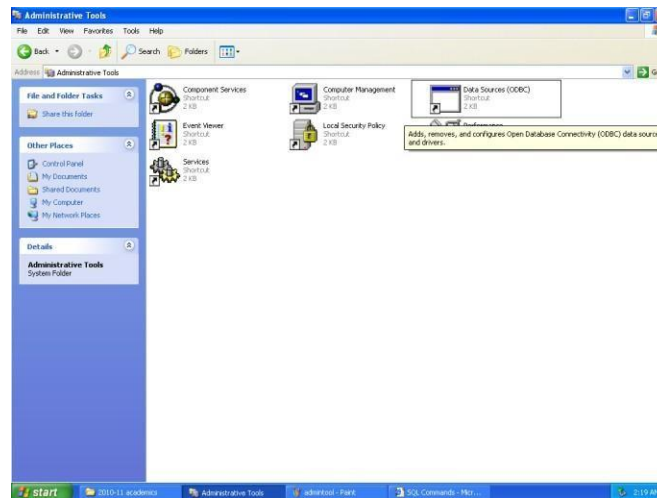 Administrative Tools
File Edit View Favorites Tools Help
Back Search Folders
Address Administrative Tools
File and Folder Tasks
Share this folder
Other Places
Control Panel
My Documents
Shared Documents
My Computer
My Network Places
Details
Administrative Tools
System Folder
Component Services
Shortcut
2 KB
Computer Management
Shortcut
2 KB
Data Sources (ODBC)
Shortcut
2 KB
Event Viewer
Shortcut
2 KB
Local Security Policy
Shortcut
2 KB
Performance
Adds, removes, and configures Open Database Connectivity (ODBC) data source
and drivers.
Services
Shortcut
2 KB
start 2010-11 academics Administrative Tools admintool - Paint SQL Commands - Micr... 2:19 AM